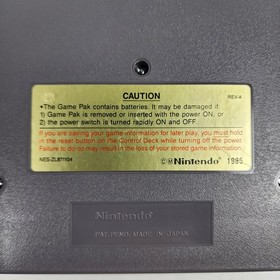 CAUTION
•The Game Pak contains batteries. It may be damaged if REV-A
1) Game Pak is removed or inserted with the power ON, or
2) the power switch is turned rapidly ON and OFF.
If you are saving your game information for later play, you must hold
in the reset button on the Control Deck while turning off the power.
Failure to do so may result in the loss of your stored game information.
NES-ZL871104 ©Ⓜ Nintendo 1985
Nintendo
PAT. PEND. MADE IN JAPAN